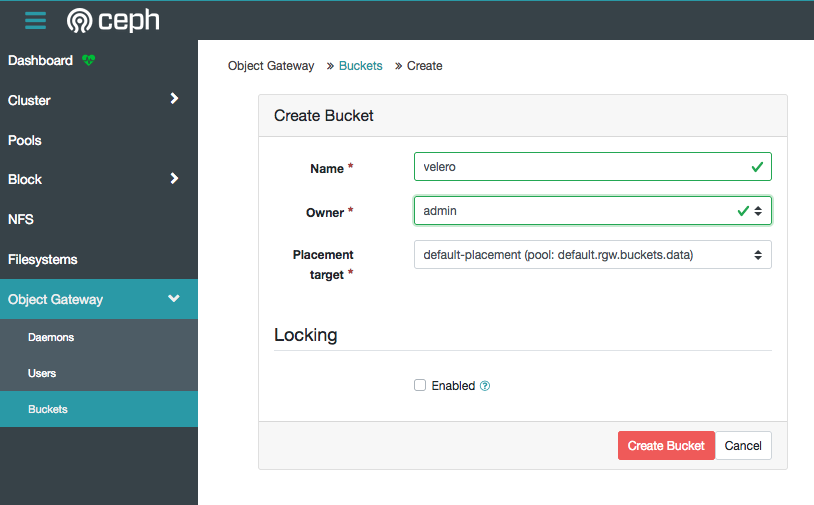 ceph
Dashboard
Cluster
Pools
Block
NFS
Filesystems
Object Gateway
Daemons
Users
Buckets
Object Gateway » Buckets » Create
Create Bucket
Name * velero
Owner * admin
Placement target * default-placement (pool: default.rgw.buckets.data)
Locking
Enabled ?
Create Bucket Cancel